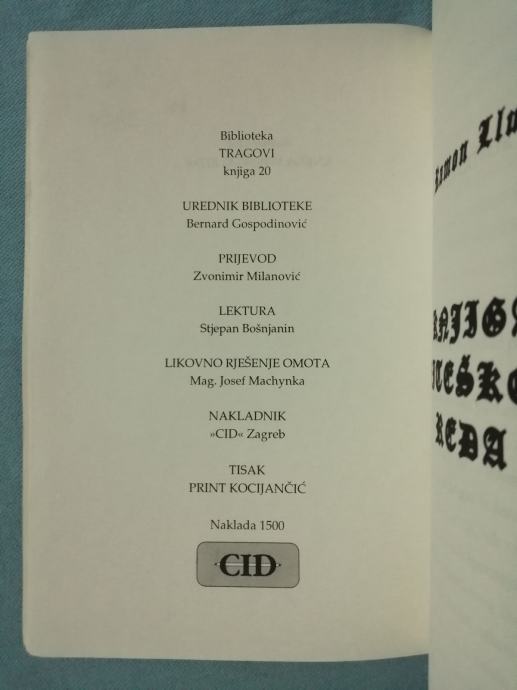 Biblioteka
TRAGOVI
knjiga 20
UREDNIK BIBLIOTEKE
Bernard Gospodinović
PRIJEVOD
Zvonimir Milanović
LEKTURA
Stjepan Bošnjanin
LIKOVNO RJEŠENJE OMOTA
Mag. Josef Machynka
NAKLADNIK
»CID« Zagreb
TISAK
PRINT KOCIJANČIĆ
Naklada 1500
CID
REDA